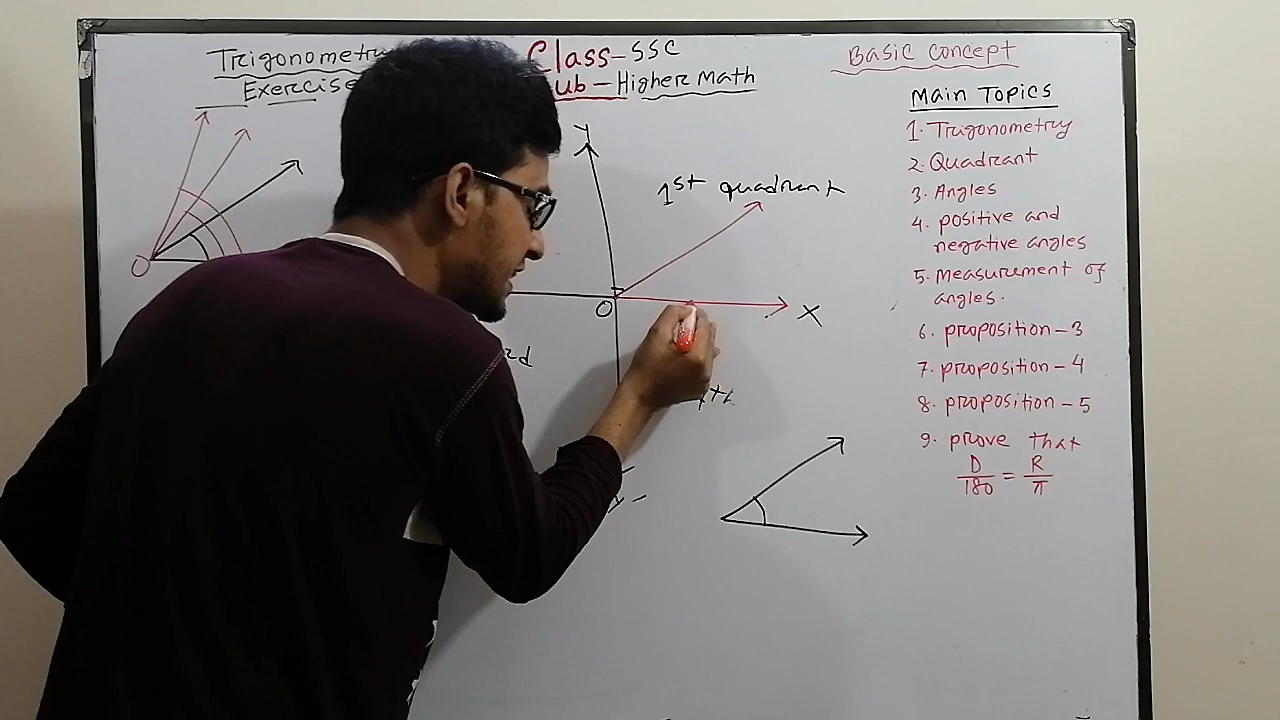 Trigonometry
Exercise
Class-SSC
ub-Higher Math
Basic Concept
Main Topics
1. Trigonometry
2. Quadrant
3. Angles
4. positive and
negative angles
5. Measurement of
angles.
6. proposition-3
7. proposition-4
8. proposition-5
9. prove that
D/180 = R/π
O
Y
1st quadrant
O
X